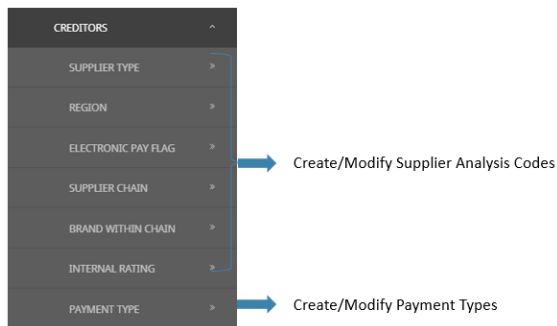 CREDITORS
SUPPLIER TYPE
REGION
ELECTRONIC PAY FLAG
SUPPLIER CHAIN
BRAND WITHIN CHAIN
INTERNAL RATING
PAYMENT TYPE
Create/Modify Supplier Analysis Codes
Create/Modify Payment Types